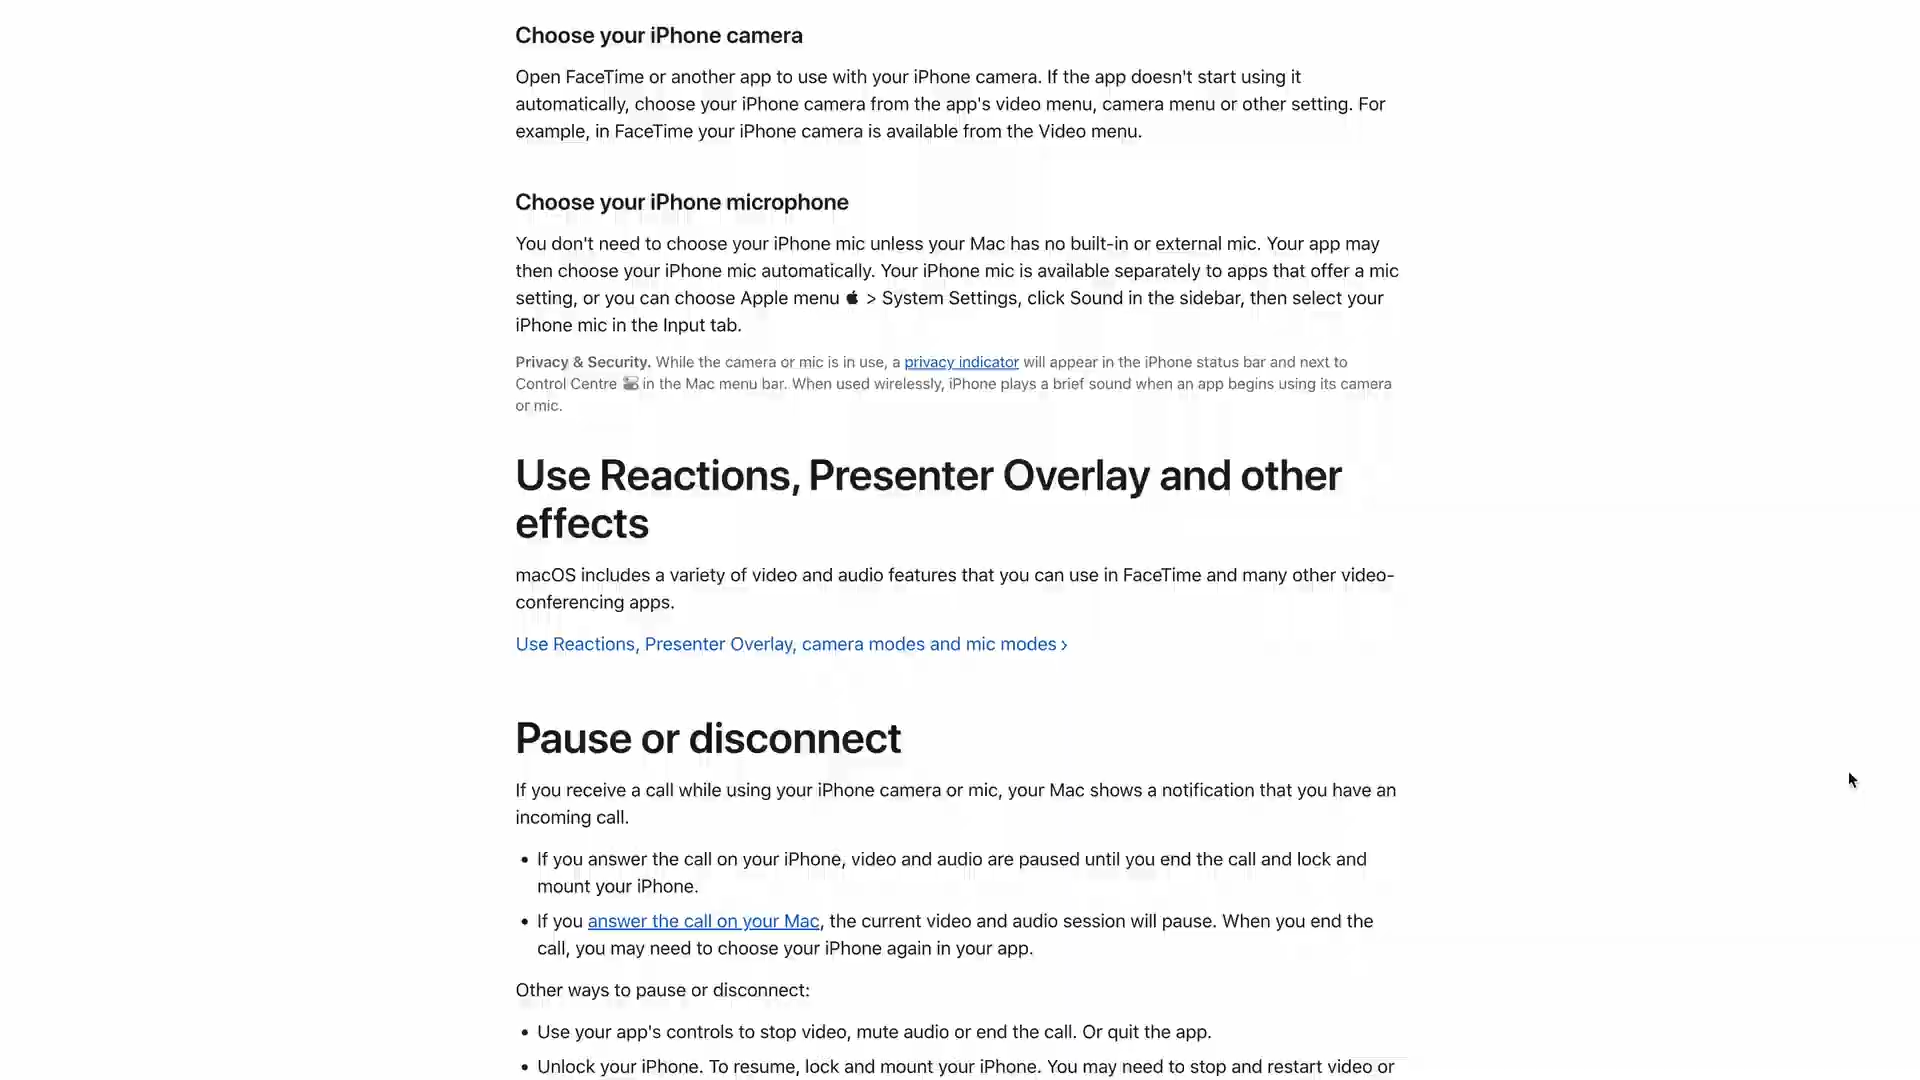 Choose your iPhone camera
Open FaceTime or another app to use with your iPhone camera. If the app doesn't start using it
automatically, choose your iPhone camera from the app's video menu, camera menu or other setting. For
example, in FaceTime your iPhone camera is available from the Video menu.
Choose your iPhone microphone
You don't need to choose your iPhone mic unless your Mac has no built-in or external mic. Your app may
then choose your iPhone mic automatically. Your iPhone mic is available separately to apps that offer a mic
setting, or you can choose Apple menu  > System Settings, click Sound in the sidebar, then select your
iPhone mic in the Input tab.
Privacy & Security. While the camera or mic is in use, a privacy indicator will appear in the iPhone status bar and next to
Control Centre in the Mac menu bar. When used wirelessly, iPhone plays a brief sound when an app begins using its camera
or mic.
Use Reactions, Presenter Overlay and other
effects
macOS includes a variety of video and audio features that you can use in FaceTime and many other video-
conferencing apps.
Use Reactions, Presenter Overlay, camera modes and mic modes ›
Pause or disconnect
If you receive a call while using your iPhone camera or mic, your Mac shows a notification that you have an
incoming call.
• If you answer the call on your iPhone, video and audio are paused until you end the call and lock and
mount your iPhone.
• If you answer the call on your Mac, the current video and audio session will pause. When you end the
call, you may need to choose your iPhone again in your app.
Other ways to pause or disconnect:
• Use your app's controls to stop video, mute audio or end the call. Or quit the app.
• Unlock your iPhone. To resume, lock and mount your iPhone. You may need to stop and restart video or